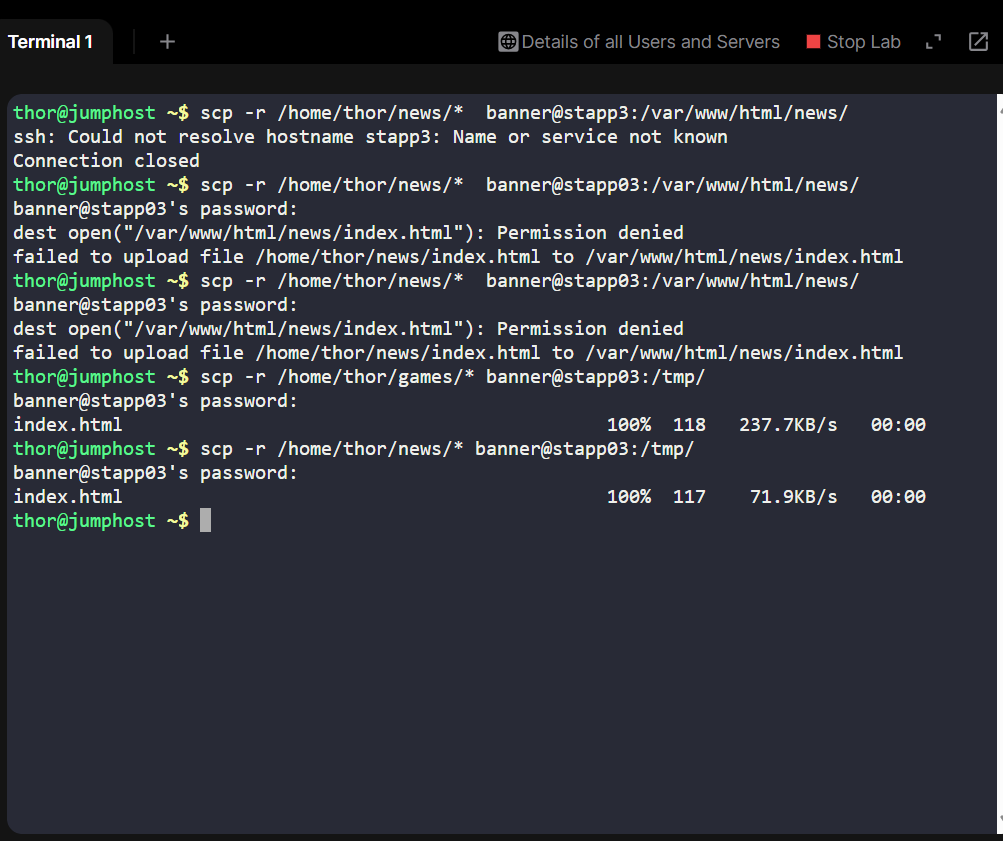 Terminal 1
+
Details of all Users and Servers
Stop Lab
thor@jumphost ~$ scp -r /home/thor/news/*  banner@stapp3:/var/www/html/news/
ssh: Could not resolve hostname stapp3: Name or service not known
Connection closed
thor@jumphost ~$ scp -r /home/thor/news/*  banner@stapp03:/var/www/html/news/
banner@stapp03's password:
dest open("/var/www/html/news/index.html"): Permission denied
failed to upload file /home/thor/news/index.html to /var/www/html/news/index.html
thor@jumphost ~$ scp -r /home/thor/news/*  banner@stapp03:/var/www/html/news/
banner@stapp03's password:
dest open("/var/www/html/news/index.html"): Permission denied
failed to upload file /home/thor/news/index.html to /var/www/html/news/index.html
thor@jumphost ~$ scp -r /home/thor/games/* banner@stapp03:/tmp/
banner@stapp03's password:
index.html                                            100%  118   237.7KB/s   00:00
thor@jumphost ~$ scp -r /home/thor/news/* banner@stapp03:/tmp/
banner@stapp03's password:
index.html                                            100%  117    71.9KB/s   00:00
thor@jumphost ~$